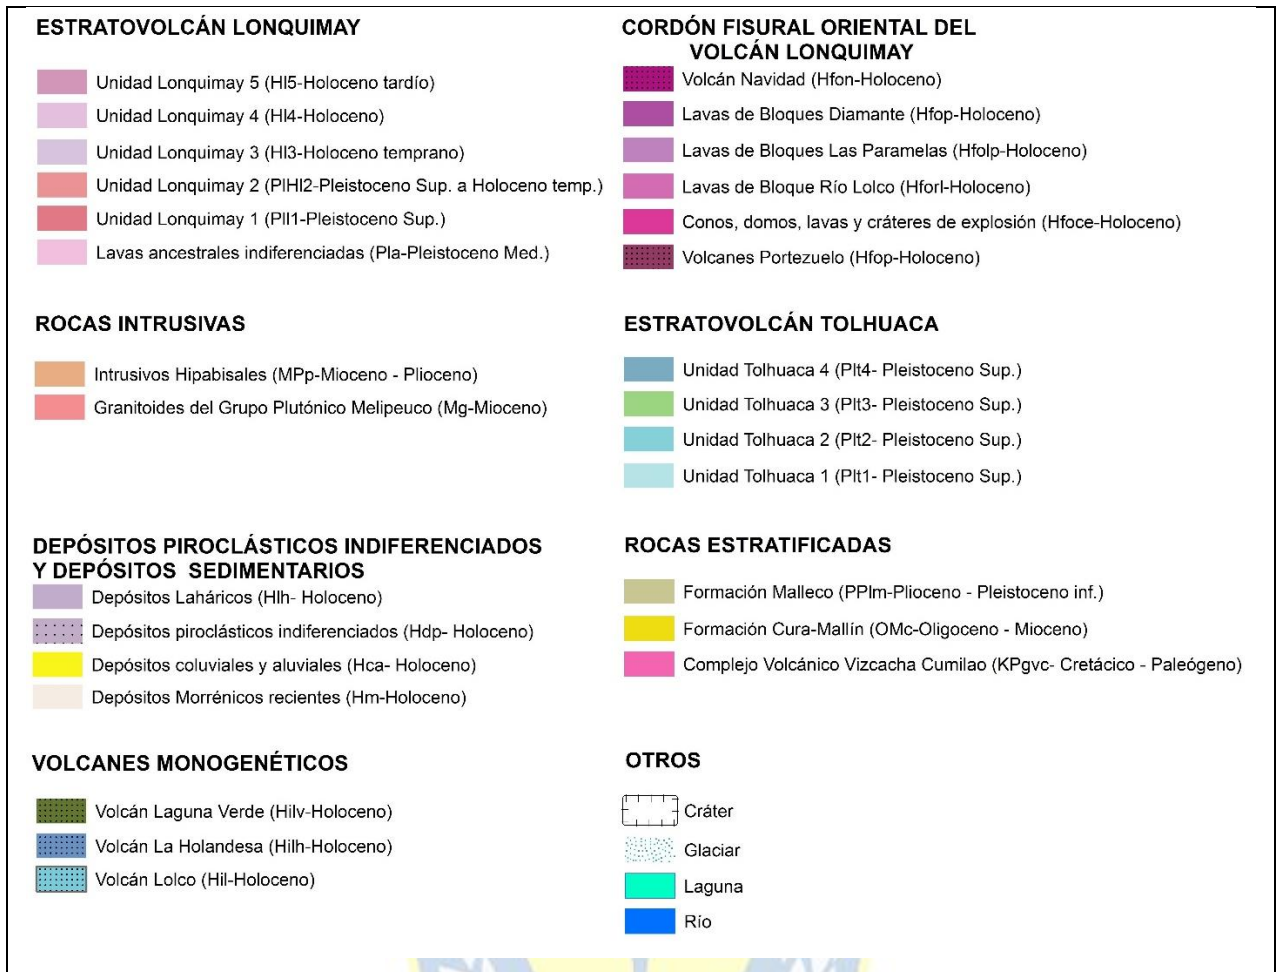 ESTRATOVOLCÁN LONQUIMAY
Unidad Lonquimay 5 (Hl5-Holoceno tardío)
Unidad Lonquimay 4 (Hl4-Holoceno)
Unidad Lonquimay 3 (Hl3-Holoceno temprano)
Unidad Lonquimay 2 (PlHl2-Pleistoceno Sup. a Holoceno temp.)
Unidad Lonquimay 1 (Pll1-Pleistoceno Sup.)
Lavas ancestrales indiferenciadas (Pla-Pleistoceno Med.)
CORDÓN FISURAL ORIENTAL DEL
VOLCÁN LONQUIMAY
Volcán Navidad (Hfon-Holoceno)
Lavas de Bloques Diamante (Hfop-Holoceno)
Lavas de Bloques Las Paramelas (Hfolp-Holoceno)
Lavas de Bloque Río Lolco (Hforl-Holoceno)
Conos, domos, lavas y cráteres de explosión (Hfoce-Holoceno)
Volcanes Portezuelo (Hfop-Holoceno)
ROCAS INTRUSIVAS
Intrusivos Hipabisales (MPp-Mioceno - Plioceno)
Granitoides del Grupo Plutónico Melipeuco (Mg-Mioceno)
ESTRATOVOLCÁN TOLHUACA
Unidad Tolhuaca 4 (Plt4- Pleistoceno Sup.)
Unidad Tolhuaca 3 (Plt3- Pleistoceno Sup.)
Unidad Tolhuaca 2 (Plt2- Pleistoceno Sup.)
Unidad Tolhuaca 1 (Plt1- Pleistoceno Sup.)
DEPÓSITOS PIROCLÁSTICOS INDIFERENCIADOS
Y DEPÓSITOS SEDIMENTARIOS
Depósitos Laháricos (Hlh- Holoceno)
Depósitos piroclásticos indiferenciados (Hdp- Holoceno)
Depósitos coluviales y aluviales (Hca- Holoceno)
Depósitos Morrénicos recientes (Hm-Holoceno)
ROCAS ESTRATIFICADAS
Formación Malleco (PPlm-Plioceno - Pleistoceno inf.)
Formación Cura-Mallín (OMc-Oligoceno - Mioceno)
Complejo Volcánico Vizcacha Cumilao (KPgvc- Cretácico - Paleógeno)
VOLCANES MONOGENÉTICOS
Volcán Laguna Verde (Hilv-Holoceno)
Volcán La Holandesa (Hilh-Holoceno)
Volcán Lolco (Hil-Holoceno)
OTROS
Cráter
Glaciar
Laguna
Río